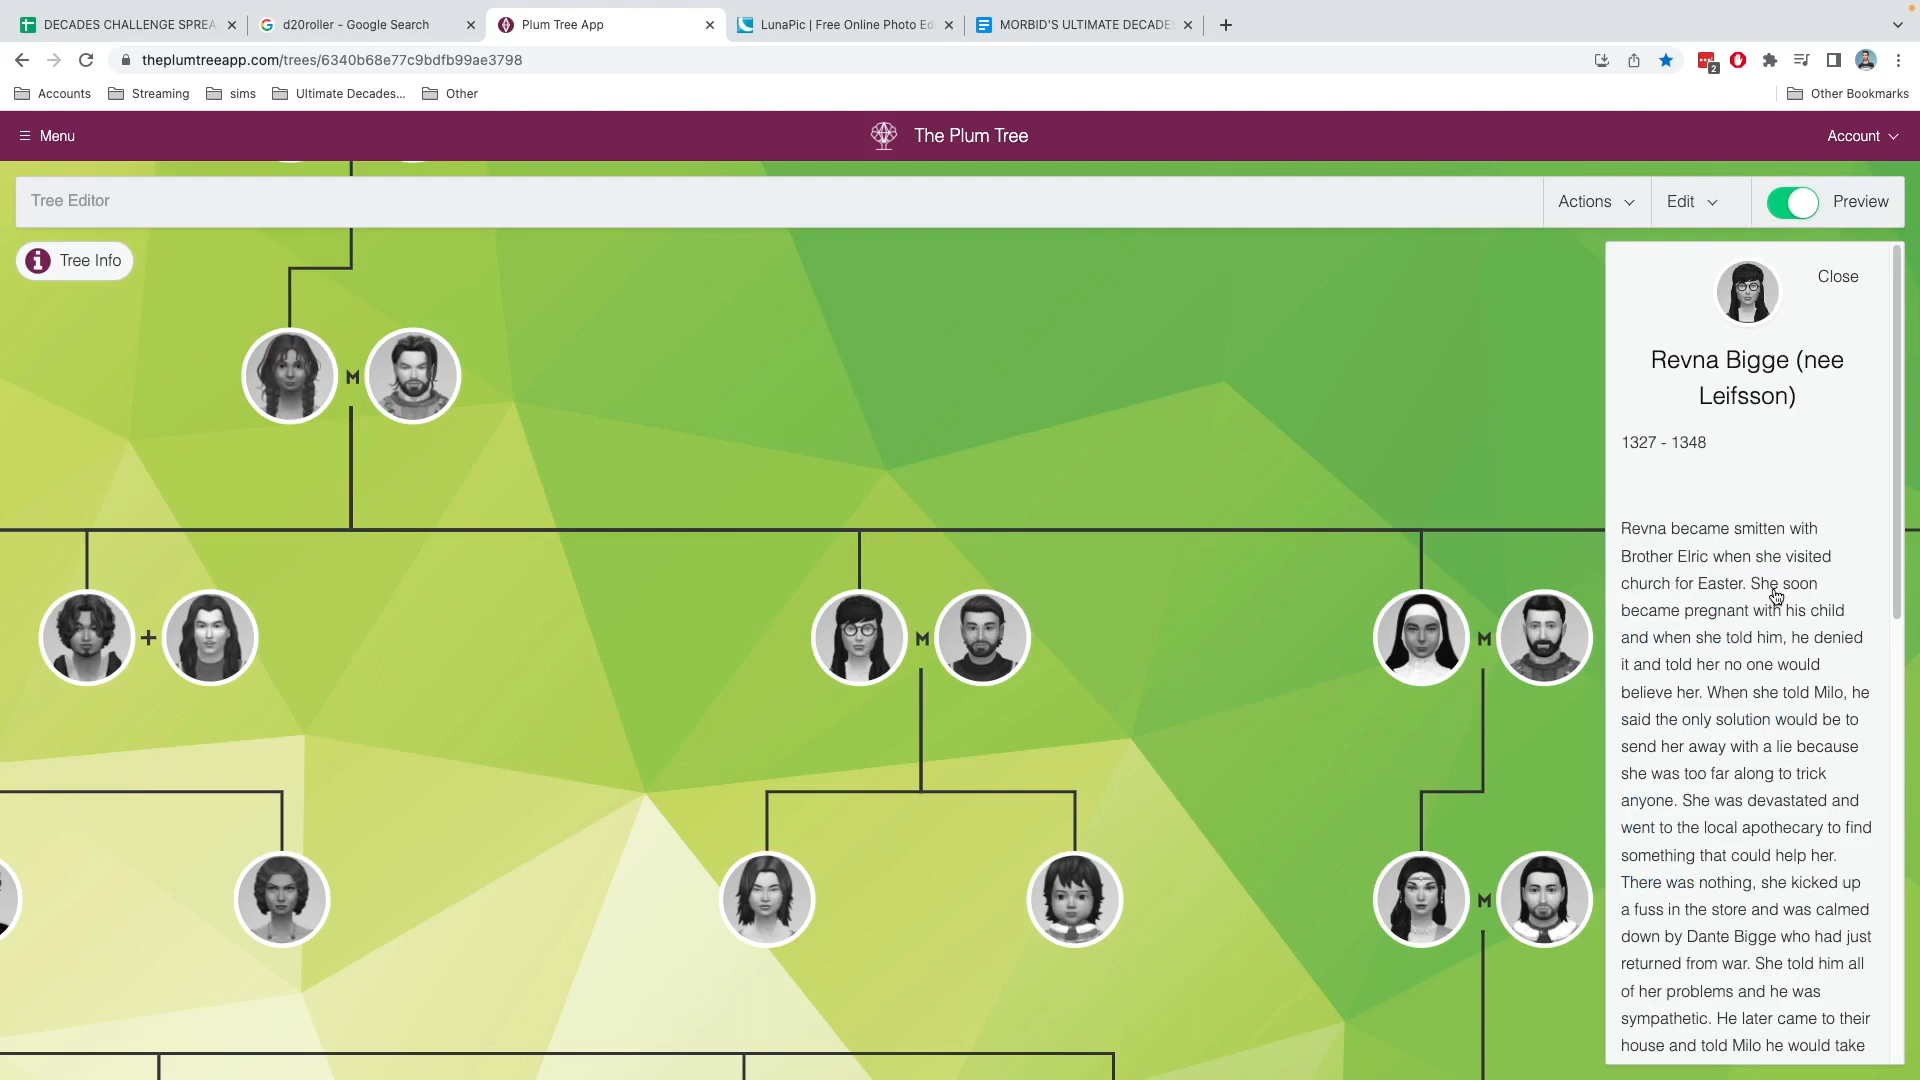 DECADES CHALLENGE SPREA
d20roller - Google Search
Plum Tree App
LunaPic | Free Online Photo Ed
MORBID'S ULTIMATE DECADES
theplumtreeapp.com/trees/6340b68e77c9bdfb99ae3798
2
Accounts
Streaming
sims
Ultimate Decades...
Other
Other Bookmarks
Menu
The Plum Tree
Account
Tree Editor
Actions
Edit
Preview
Tree Info
Close
Revna Bigge (nee
Leifsson)
1327 - 1348
Revna became smitten with
Brother Elric when she visited
church for Easter. She soon
became pregnant with his child
and when she told him, he denied
it and told her no one would
believe her. When she told Milo, he
said the only solution would be to
send her away with a lie because
she was too far along to trick
anyone. She was devastated and
went to the local apothecary to find
something that could help her.
There was nothing, she kicked up
a fuss in the store and was calmed
down by Dante Bigge who had just
returned from war. She told him all
of her problems and he was
sympathetic. He later came to their
house and told Milo he would take
M
+
M
M
M